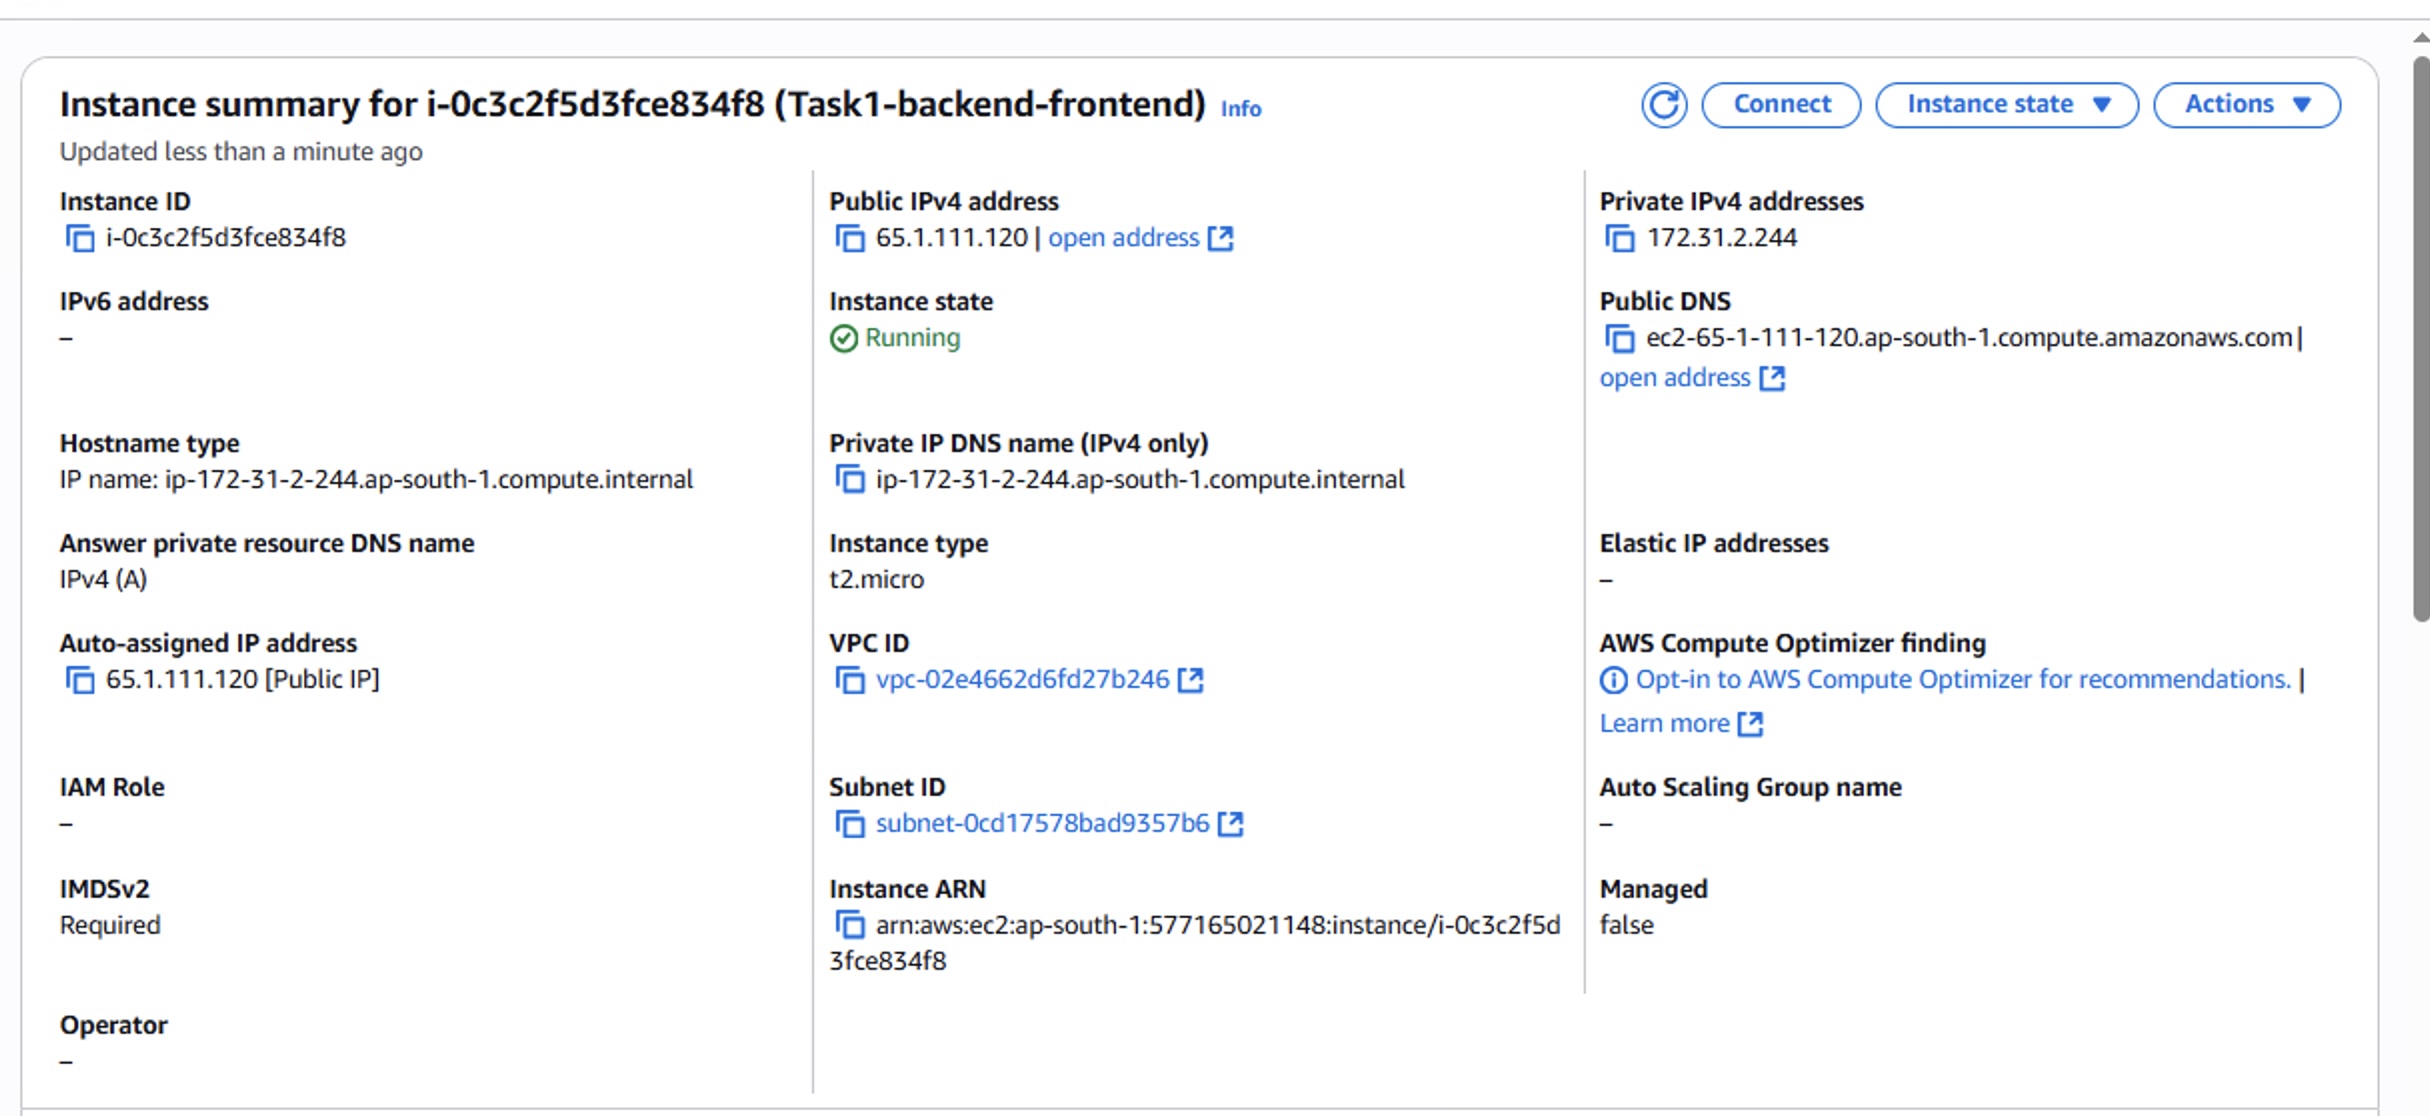 Instance summary for i-0c3c2f5d3fce834f8 (Task1-backend-frontend) Info
Connect
Instance state
Actions
Updated less than a minute ago
Instance ID
i-0c3c2f5d3fce834f8
Public IPv4 address
65.1.111.120 | open address
Private IPv4 addresses
172.31.2.244
IPv6 address
–
Instance state
Running
Public DNS
ec2-65-1-111-120.ap-south-1.compute.amazonaws.com |
open address
Hostname type
IP name: ip-172-31-2-244.ap-south-1.compute.internal
Private IP DNS name (IPv4 only)
ip-172-31-2-244.ap-south-1.compute.internal
Answer private resource DNS name
IPv4 (A)
Instance type
t2.micro
Elastic IP addresses
–
Auto-assigned IP address
65.1.111.120 [Public IP]
VPC ID
vpc-02e4662d6fd27b246
AWS Compute Optimizer finding
Opt-in to AWS Compute Optimizer for recommendations. |
Learn more
IAM Role
–
Subnet ID
subnet-0cd17578bad9357b6
Auto Scaling Group name
–
IMDSv2
Required
Instance ARN
arn:aws:ec2:ap-south-1:577165021148:instance/i-0c3c2f5d
3fce834f8
Managed
false
Operator
–